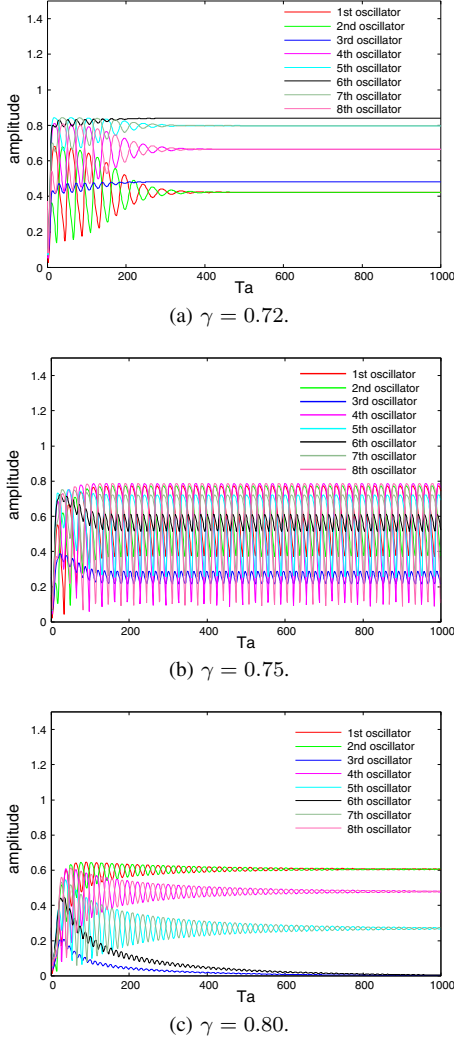 1.4
1.2
1
0.8
0.6
0.4
0.2
0
amplitude
1st oscillator
2nd oscillator
3rd oscillator
4th oscillator
5th oscillator
6th oscillator
7th oscillator
8th oscillator
0 200 400 600 800 1000
Ta
(a) γ = 0.72.
1.4
1.2
1
0.8
0.6
0.4
0.2
0
amplitude
1st oscillator
2nd oscillator
3rd oscillator
4th oscillator
5th oscillator
6th oscillator
7th oscillator
8th oscillator
0 200 400 600 800 1000
Ta
(b) γ = 0.75.
1.4
1.2
1
0.8
0.6
0.4
0.2
0
amplitude
1st oscillator
2nd oscillator
3rd oscillator
4th oscillator
5th oscillator
6th oscillator
7th oscillator
8th oscillator
0 200 400 600 800 1000
Ta
(c) γ = 0.80.